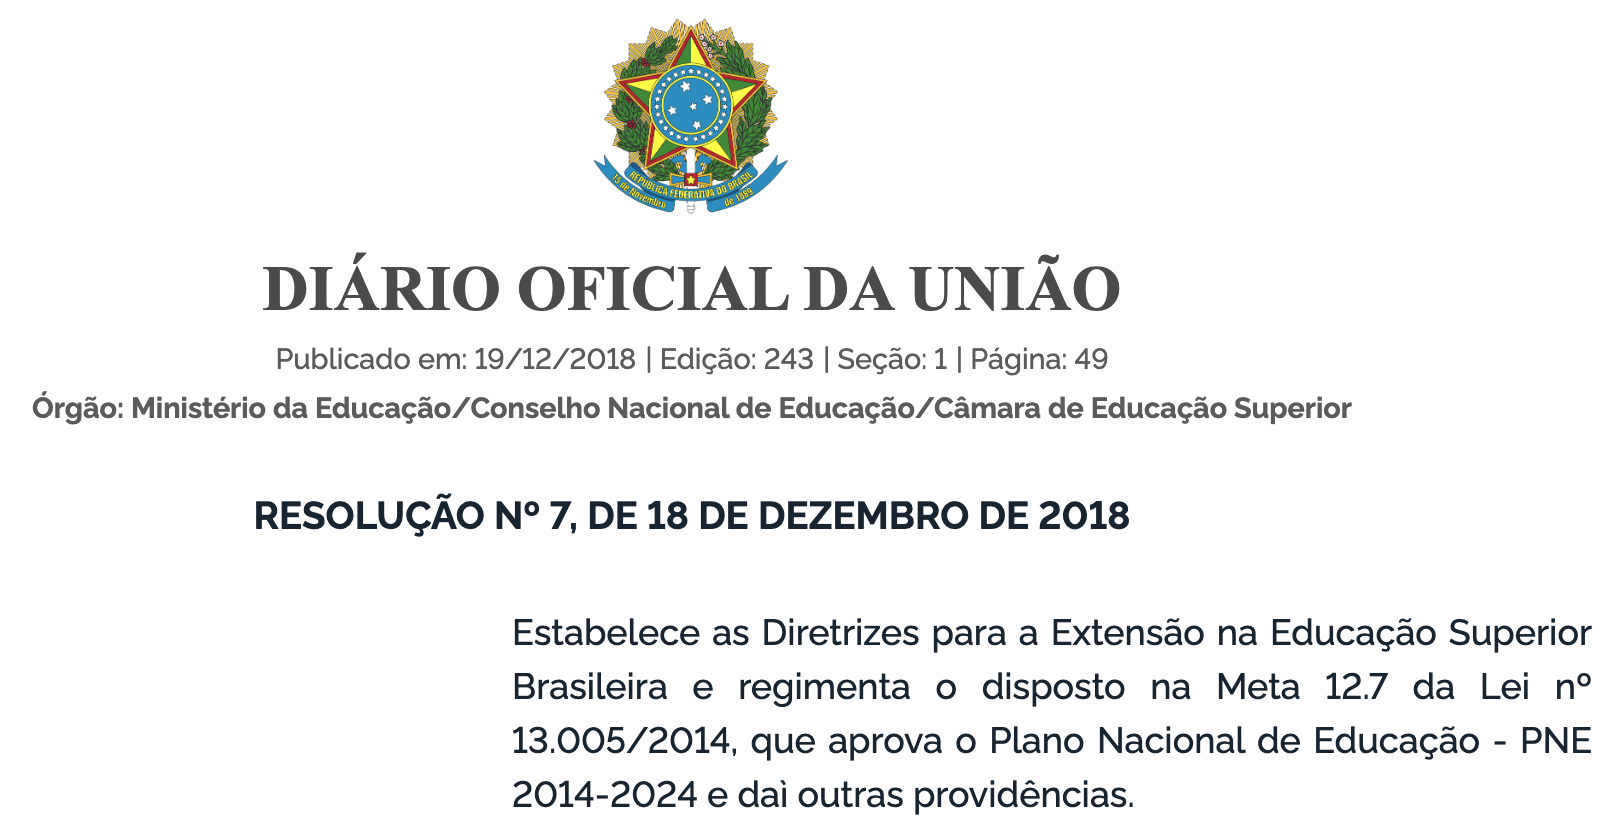 REPÚBLICA FEDERATIVA DO BRASIL
15 de Novembro de 1889
DIÁRIO OFICIAL DA UNIÃO
Publicado em: 19/12/2018 | Edição: 243 | Seção: 1 | Página: 49
Órgão: Ministério da Educação/Conselho Nacional de Educação/Câmara de Educação Superior
RESOLUÇÃO Nº 7, DE 18 DE DEZEMBRO DE 2018
Estabelece as Diretrizes para a Extensão na Educação Superior
Brasileira e regimenta o disposto na Meta 12.7 da Lei nº
13.005/2014, que aprova o Plano Nacional de Educação - PNE
2014-2024 e daì outras providências.